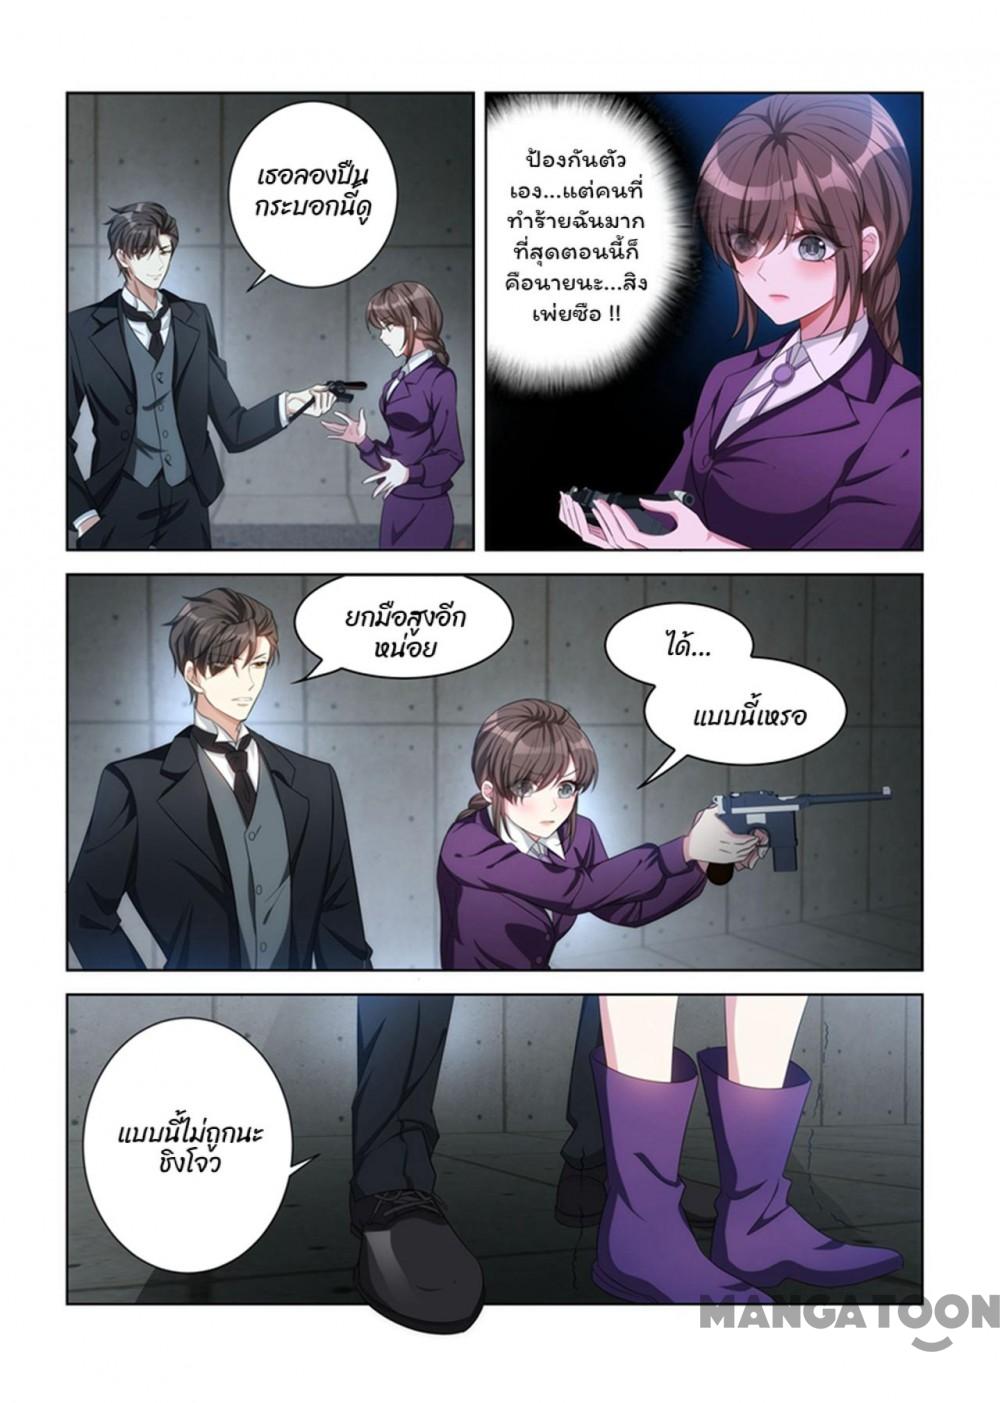 เธอลองปืน
กระบอกนี้ดู
ป้องกันตัว
เอง...แต่คนที่
ทำร้ายฉันมาก
ที่สุดตอนนี้ก็
คือนายนะ...สิง
เพ่ยซือ !!
ยกมือสูงอีก
หน่อย
ได้...
แบบนี้เหรอ
แบบนี้ไม่ถูกนะ
ชิงโจว
MANGATOON